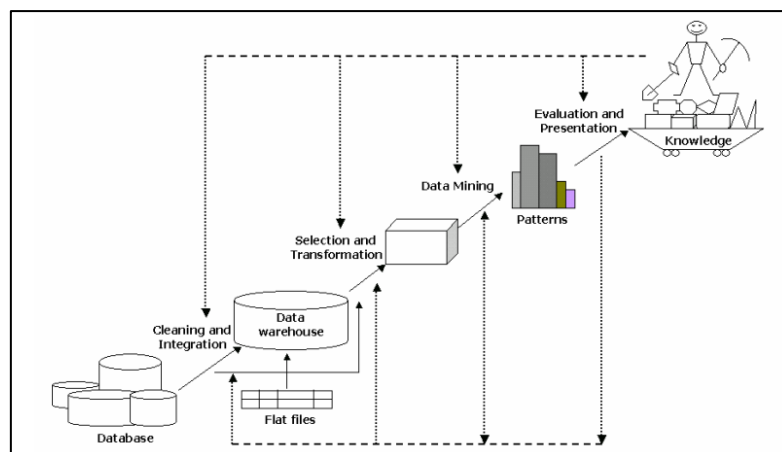 Evaluation and
Presentation
Knowledge
Data Mining
Patterns
Selection and
Transformation
Cleaning and
Integration
Data
warehouse
Flat files
Database